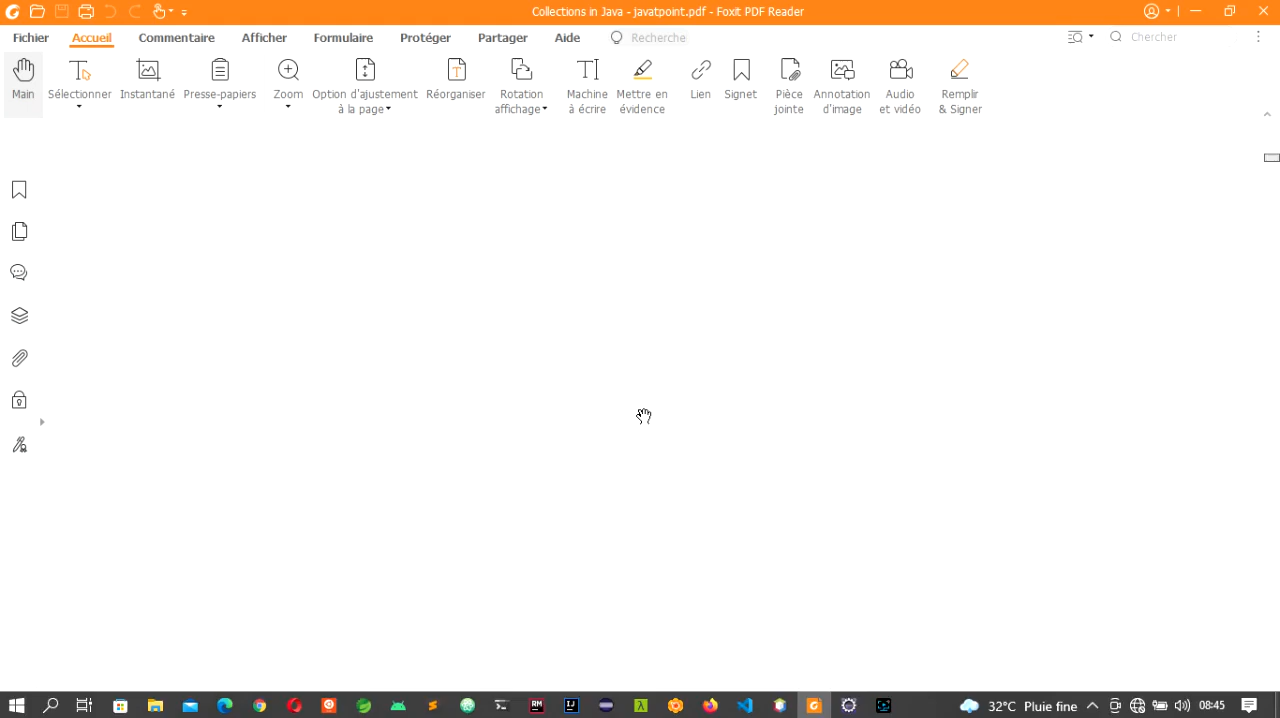 Collections in Java - javatpoint.pdf - Foxit PDF Reader
Fichier Accueil Commentaire Afficher Formulaire Protéger Partager Aide Recherche Chercher
Main Sélectionner Instantané Presse-papiers Zoom Option d'ajustement à la page Réorganiser Rotation affichage Machine à écrire Mettre en évidence Lien Signet Pièce jointe Annotation d'image Audio et vidéo Remplir & Signer
32°C Pluie fine 08:45